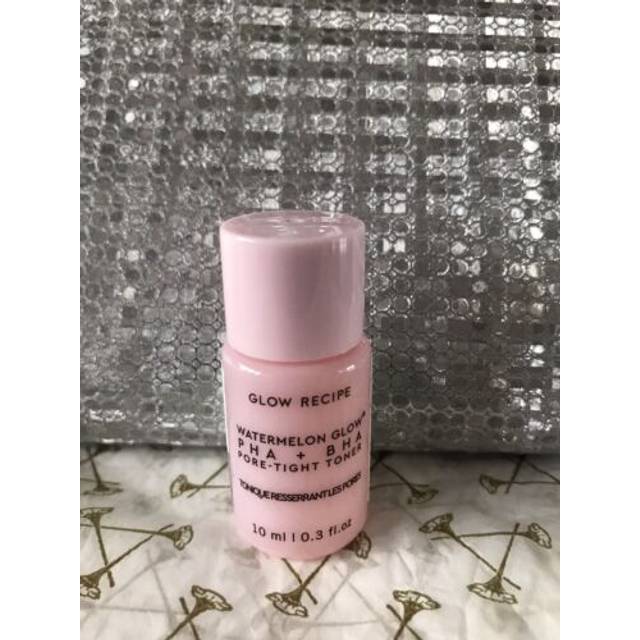 GLOW RECIPE
WATERMELON GLOW®
PHA + BHA
PORE-TIGHT TONER
TONIQUE RESSERRANT LES PORES
10 ml | 0.3 fl.oz